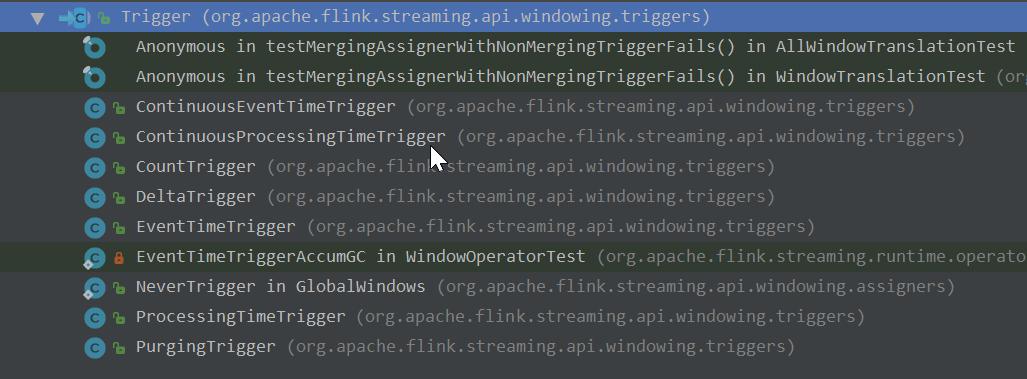 Trigger (org.apache.flink.streaming.api.windowing.triggers)
Anonymous in testMergingAssignerWithNonMergingTriggerFails() in AllWindowTranslationTest
Anonymous in testMergingAssignerWithNonMergingTriggerFails() in WindowTranslationTest (or
ContinuousEventTimeTrigger (org.apache.flink.streaming.api.windowing.triggers)
ContinuousProcessingTimeTrigger (org.apache.flink.streaming.api.windowing.triggers)
CountTrigger (org.apache.flink.streaming.api.windowing.triggers)
DeltaTrigger (org.apache.flink.streaming.api.windowing.triggers)
EventTimeTrigger (org.apache.flink.streaming.api.windowing.triggers)
EventTimeTriggerAccumGC in WindowOperatorTest (org.apache.flink.streaming.runtime.operato
NeverTrigger in GlobalWindows (org.apache.flink.streaming.api.windowing.assigners)
ProcessingTimeTrigger (org.apache.flink.streaming.api.windowing.triggers)
PurgingTrigger (org.apache.flink.streaming.api.windowing.triggers)